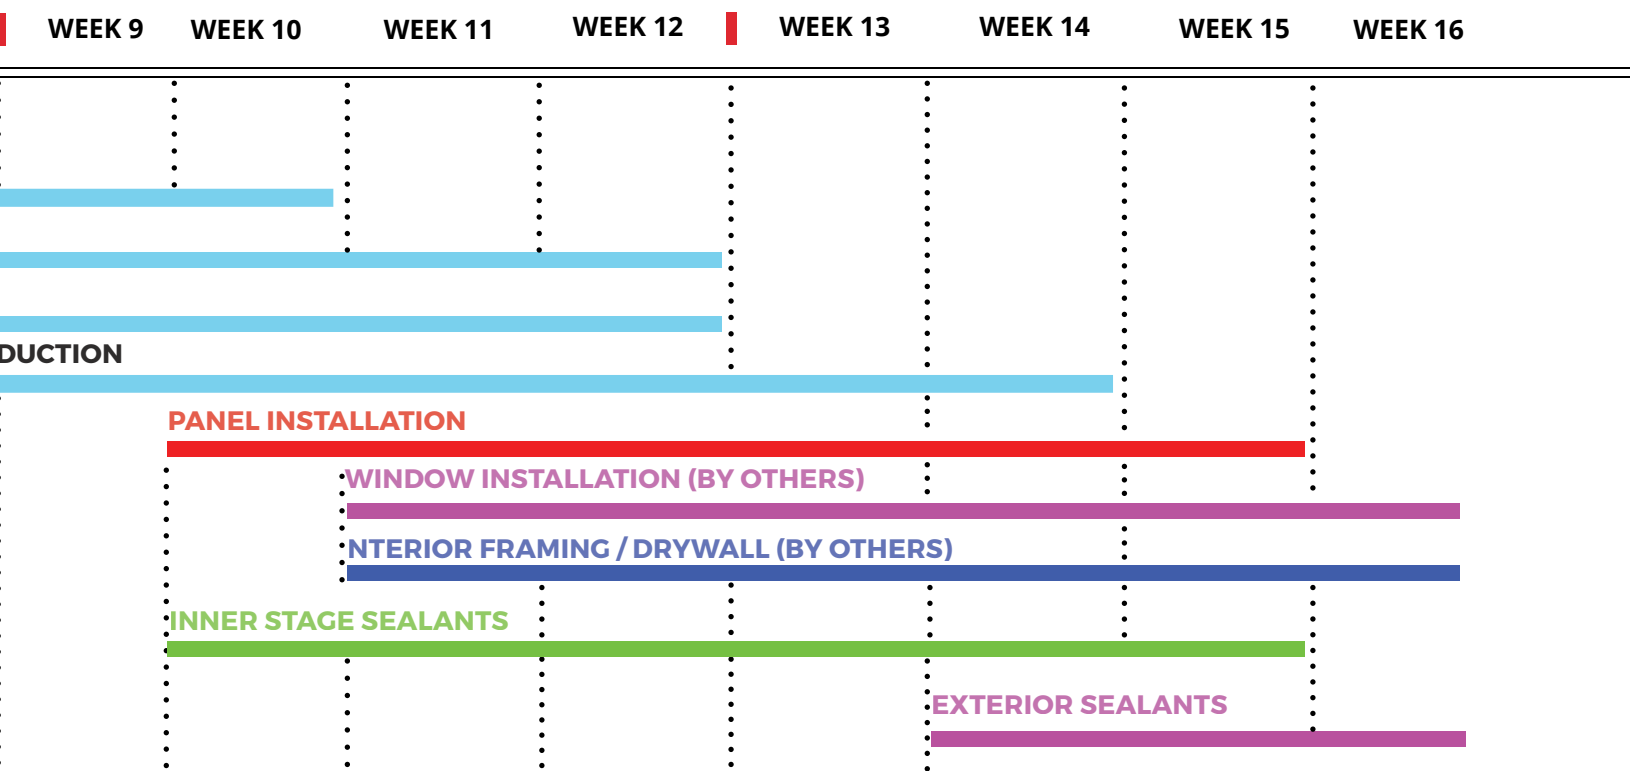 WEEK 9 WEEK 10 WEEK 11 WEEK 12 WEEK 13 WEEK 14 WEEK 15 WEEK 16
DUCTION
PANEL INSTALLATION
WINDOW INSTALLATION (BY OTHERS)
NTERIOR FRAMING / DRYWALL (BY OTHERS)
INNER STAGE SEALANTS
EXTERIOR SEALANTS